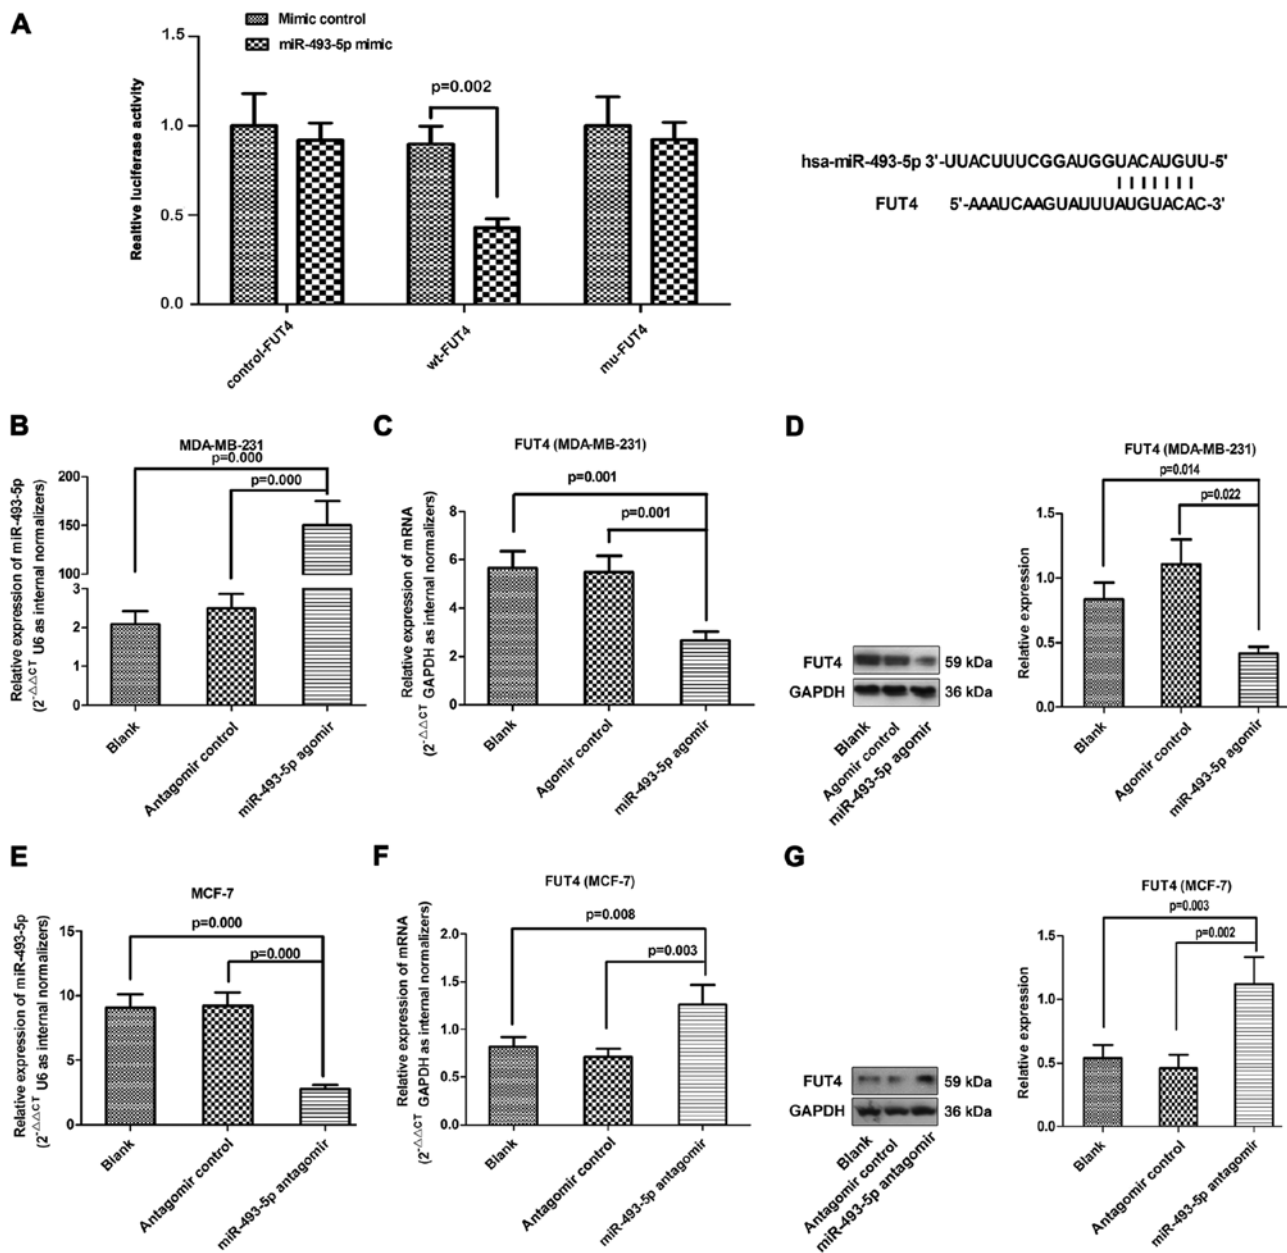 A
Mimic control
miR-493-5p mimic
Realtive luciferase activity
1.5
1.0
0.5
0.0
p=0.002
control-FUT4
wt-FUT4
mu-FUT4
hsa-miR-493-5p 3'-UUACUUUCGGAUGGUACAUGUU-5'
FUT4 5'-AAAUCAAGUAUUUAUGUACAC-3'
B
MDA-MB-231
p=0.000
p=0.000
Relative expression of miR-493-5p
(2-△△CT U6 as internal normalizers)
200
150
100
3
2
1
0
Blank
Antagomir control
miR-493-5p agomir
C
FUT4 (MDA-MB-231)
p=0.001
p=0.001
Relative expression of mRNA
(2-△△CT GAPDH as internal normalizers)
8
6
4
2
0
Blank
Agomir control
miR-493-5p agomir
D
FUT4 59 kDa
GAPDH 36 kDa
Blank
Agomir control
miR-493-5p agomir
FUT4 (MDA-MB-231)
p=0.014
p=0.022
Relative expression
1.5
1.0
0.5
0.0
Blank
Agomir control
miR-493-5p agomir
E
MCF-7
p=0.000
p=0.000
Relative expression of miR-493-5p
(2-△△CT U6 as internal normalizers)
15
10
5
0
Blank
Antagomir control
miR-493-5p antagomir
F
FUT4 (MCF-7)
p=0.008
p=0.003
Relative expression of mRNA
(2-△△CT GAPDH as internal normalizers)
2.0
1.5
1.0
0.5
0.0
Blank
Antagomir control
miR-493-5p antagomir
G
FUT4 59 kDa
GAPDH 36 kDa
Blank
Antagomir control
miR-493-5p antagomir
FUT4 (MCF-7)
p=0.003
p=0.002
Relative expression
1.5
1.0
0.5
0.0
Blank
Antagomir control
miR-493-5p antagomir